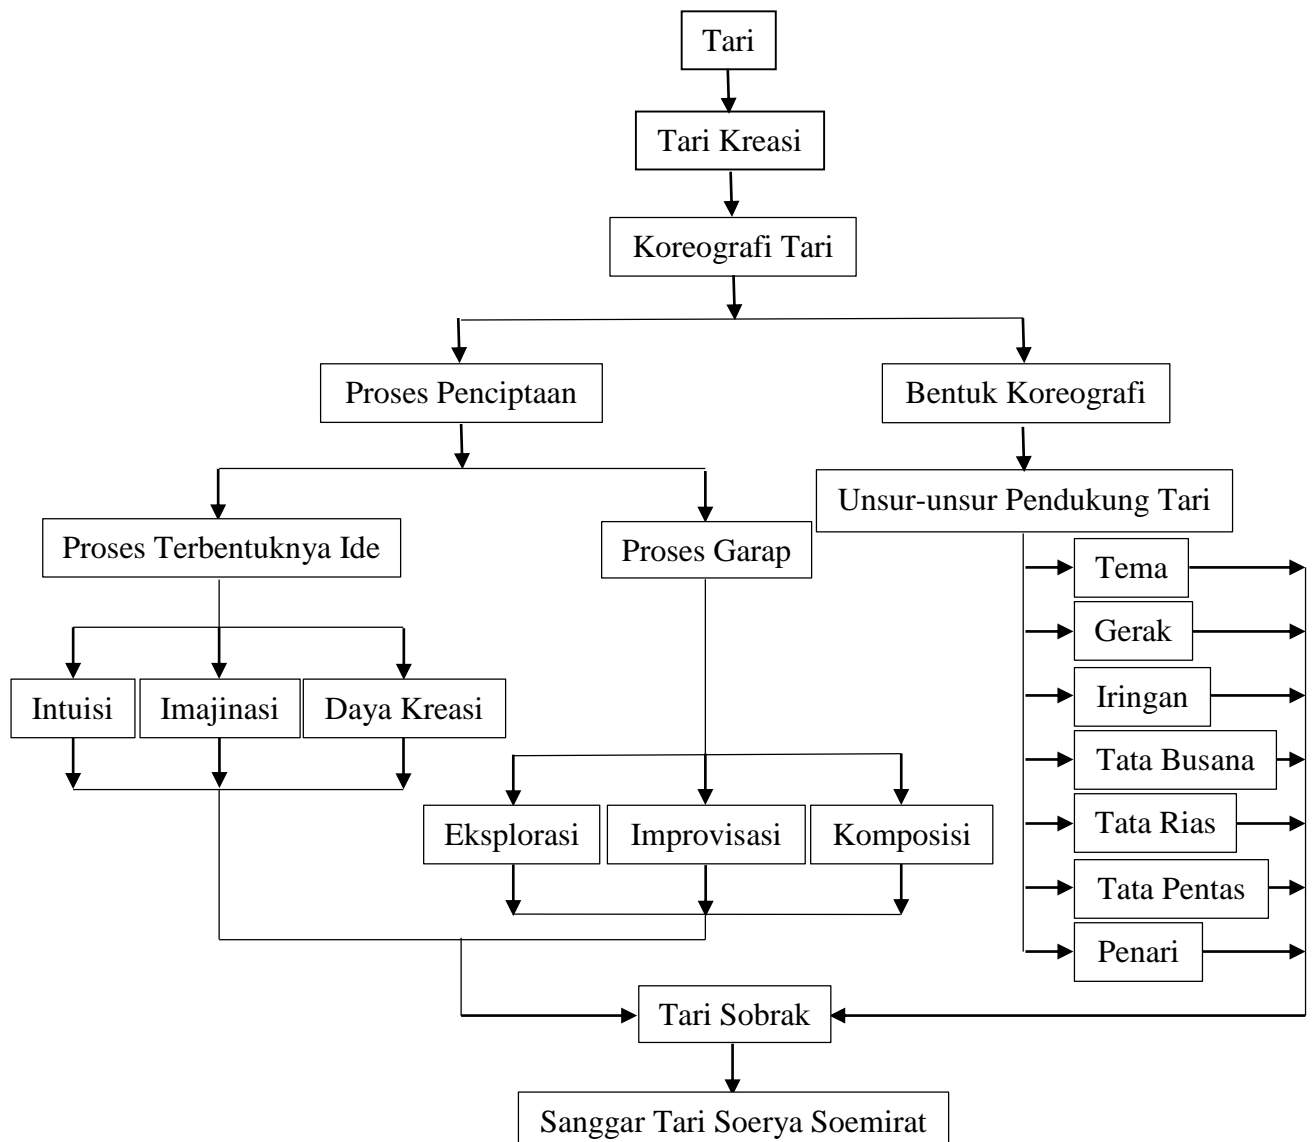 Tari
Tari Kreasi
Koreografi Tari
Proses Penciptaan
Bentuk Koreografi
Unsur-unsur Pendukung Tari
Proses Terbentuknya Ide
Proses Garap
Tema
Gerak
Intuisi
Imajinasi
Daya Kreasi
Iringan
Tata Busana
Eksplorasi
Improvisasi
Komposisi
Tata Rias
Tata Pentas
Penari
Tari Sobrak
Sanggar Tari Soerya Soemirat